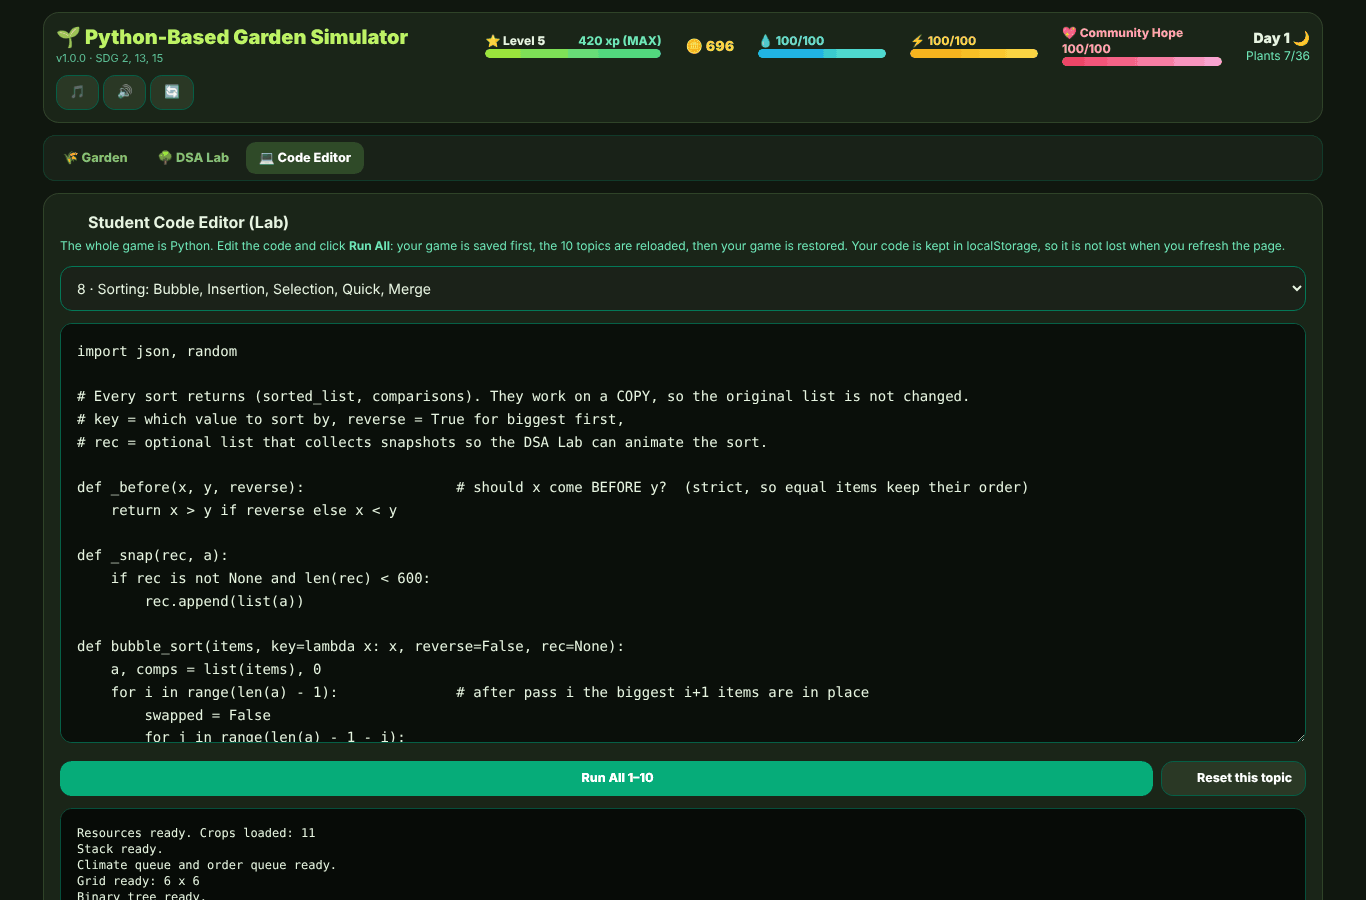 🌱 Python-Based Garden Simulator
v1.0.0 · SDG 2, 13, 15
⭐ Level 5 420 xp (MAX)
🪙 696
💧 100/100
⚡ 100/100
💖 Community Hope
100/100
Day 1 🌙
Plants 7/36
🌾 Garden 🌳 DSA Lab 💻 Code Editor
Student Code Editor (Lab)
The whole game is Python. Edit the code and click Run All: your game is saved first, the 10 topics are reloaded, then your game is restored. Your code is kept in localStorage, so it is not lost when you refresh the page.
8 · Sorting: Bubble, Insertion, Selection, Quick, Merge
import json, random
# Every sort returns (sorted_list, comparisons). They work on a COPY, so the original list is not changed.
# key = which value to sort by, reverse = True for biggest first,
# rec = optional list that collects snapshots so the DSA Lab can animate the sort.
def _before(x, y, reverse):                  # should x come BEFORE y?  (strict, so equal items keep their order)
    return x > y if reverse else x < y
def _snap(rec, a):
    if rec is not None and len(rec) < 600:
        rec.append(list(a))
def bubble_sort(items, key=lambda x: x, reverse=False, rec=None):
    a, comps = list(items), 0
    for i in range(len(a) - 1):              # after pass i the biggest i+1 items are in place
        swapped = False
        for j in range(len(a) - 1 - i):
Run All 1–10
Reset this topic
Resources ready. Crops loaded: 11
Stack ready.
Climate queue and order queue ready.
Grid ready: 6 x 6
Binary tree ready.